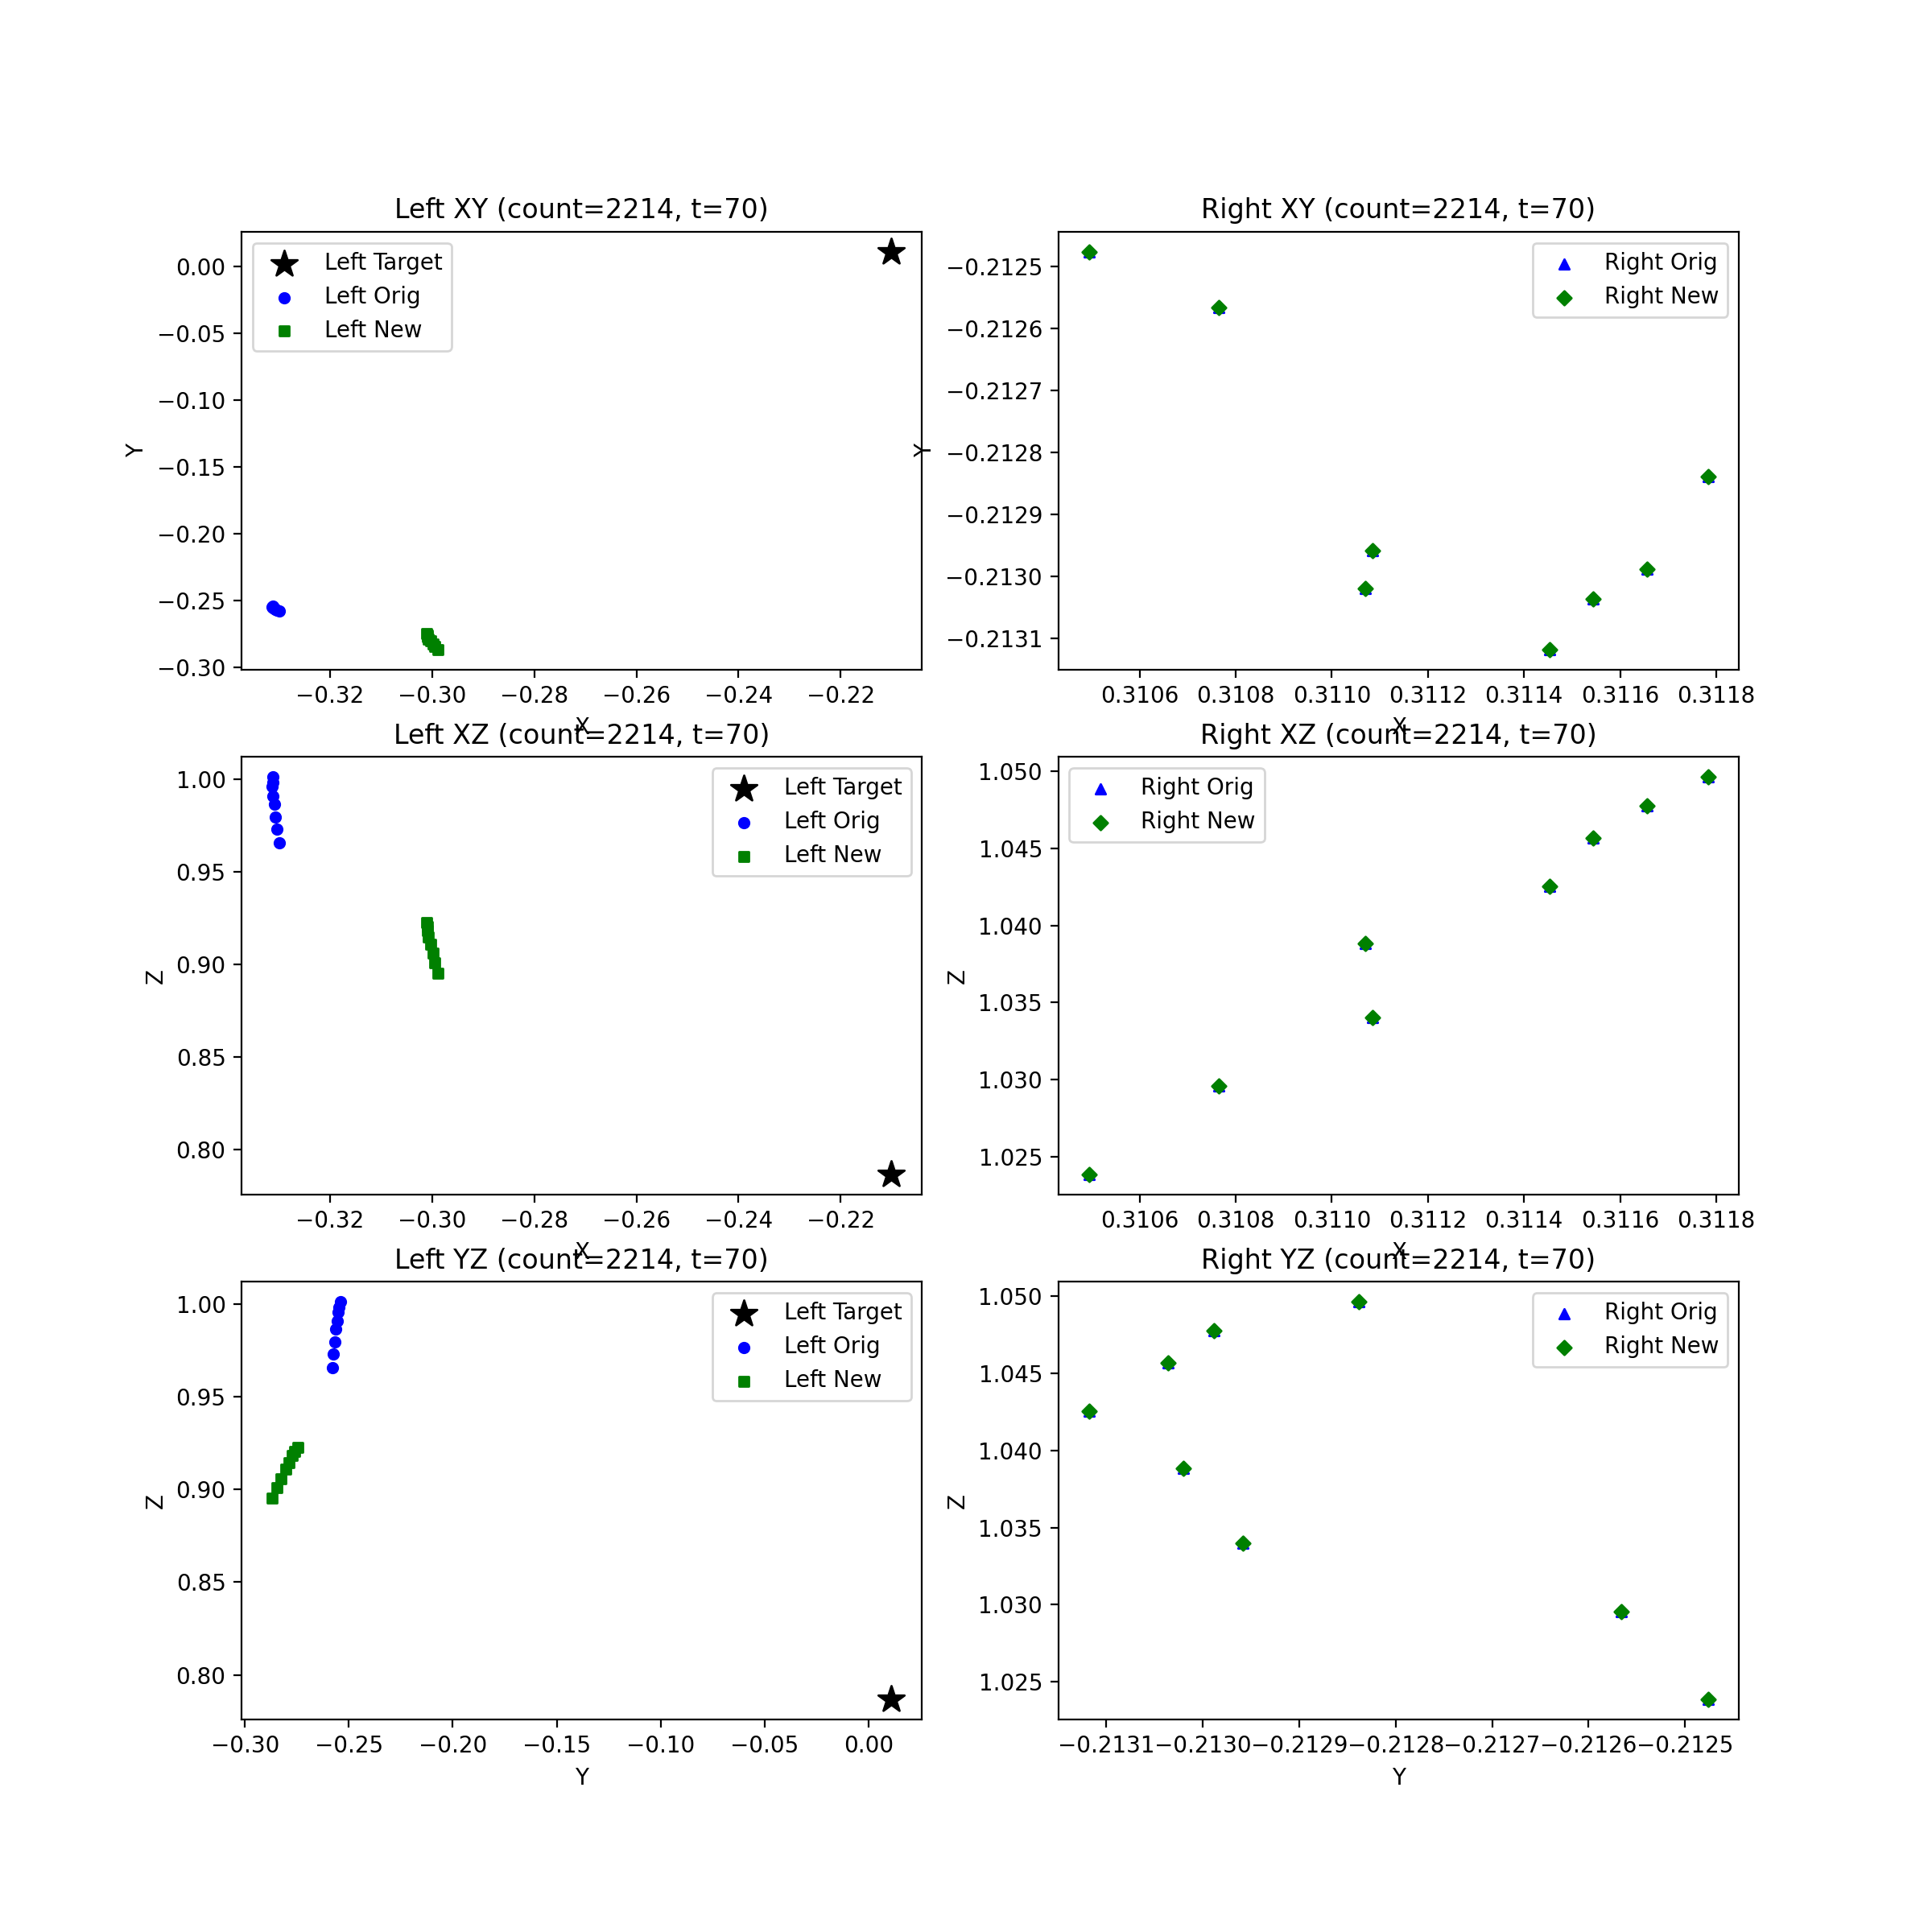 Left XY (count=2214, t=70)
Left Target
Left Orig
Left New
0.00
−0.05
−0.10
−0.15
−0.20
−0.25
−0.30
Y
−0.32 −0.30 −0.28 −0.26 −0.24 −0.22
X
Right XY (count=2214, t=70)
Right Orig
Right New
−0.2125
−0.2126
−0.2127
−0.2128
−0.2129
−0.2130
−0.2131
Y
0.3106 0.3108 0.3110 0.3112 0.3114 0.3116 0.3118
X
Left XZ (count=2214, t=70)
Left Target
Left Orig
Left New
1.00
0.95
0.90
0.85
0.80
Z
−0.32 −0.30 −0.28 −0.26 −0.24 −0.22
X
Right XZ (count=2214, t=70)
Right Orig
Right New
1.050
1.045
1.040
1.035
1.030
1.025
Z
0.3106 0.3108 0.3110 0.3112 0.3114 0.3116 0.3118
X
Left YZ (count=2214, t=70)
Left Target
Left Orig
Left New
1.00
0.95
0.90
0.85
0.80
Z
−0.30 −0.25 −0.20 −0.15 −0.10 −0.05 0.00
Y
Right YZ (count=2214, t=70)
Right Orig
Right New
1.050
1.045
1.040
1.035
1.030
1.025
Z
−0.2131 −0.2130 −0.2129 −0.2128 −0.2127 −0.2126 −0.2125
Y